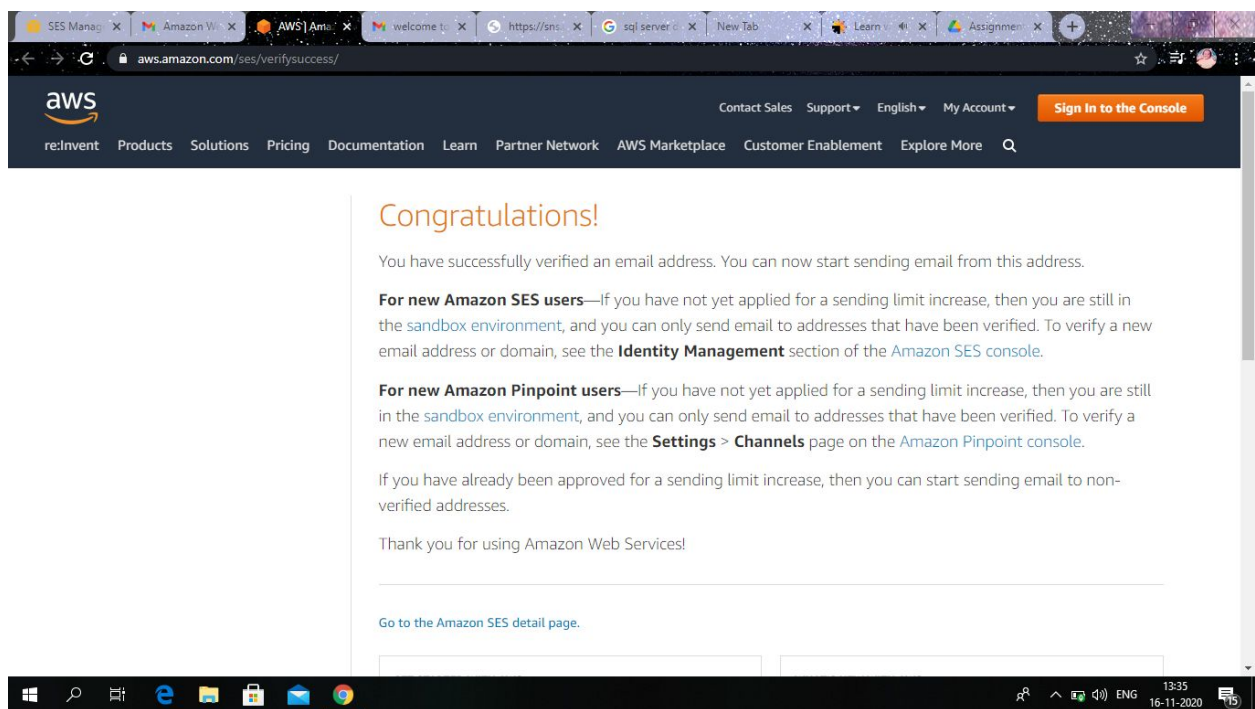 SES Manag
Amazon W
AWS | Ama
welcome to
https://sns.
sql server d
New Tab
Learn
Assignmen
aws.amazon.com/ses/verifysuccess/
aws
Contact Sales Support English My Account Sign In to the Console
re:Invent Products Solutions Pricing Documentation Learn Partner Network AWS Marketplace Customer Enablement Explore More
Congratulations!
You have successfully verified an email address. You can now start sending email from this address.
For new Amazon SES users—If you have not yet applied for a sending limit increase, then you are still in
the sandbox environment, and you can only send email to addresses that have been verified. To verify a new
email address or domain, see the Identity Management section of the Amazon SES console.
For new Amazon Pinpoint users—If you have not yet applied for a sending limit increase, then you are still
in the sandbox environment, and you can only send email to addresses that have been verified. To verify a
new email address or domain, see the Settings > Channels page on the Amazon Pinpoint console.
If you have already been approved for a sending limit increase, then you can start sending email to non-
verified addresses.
Thank you for using Amazon Web Services!
Go to the Amazon SES detail page.
ENG
13:35
16-11-2020
15